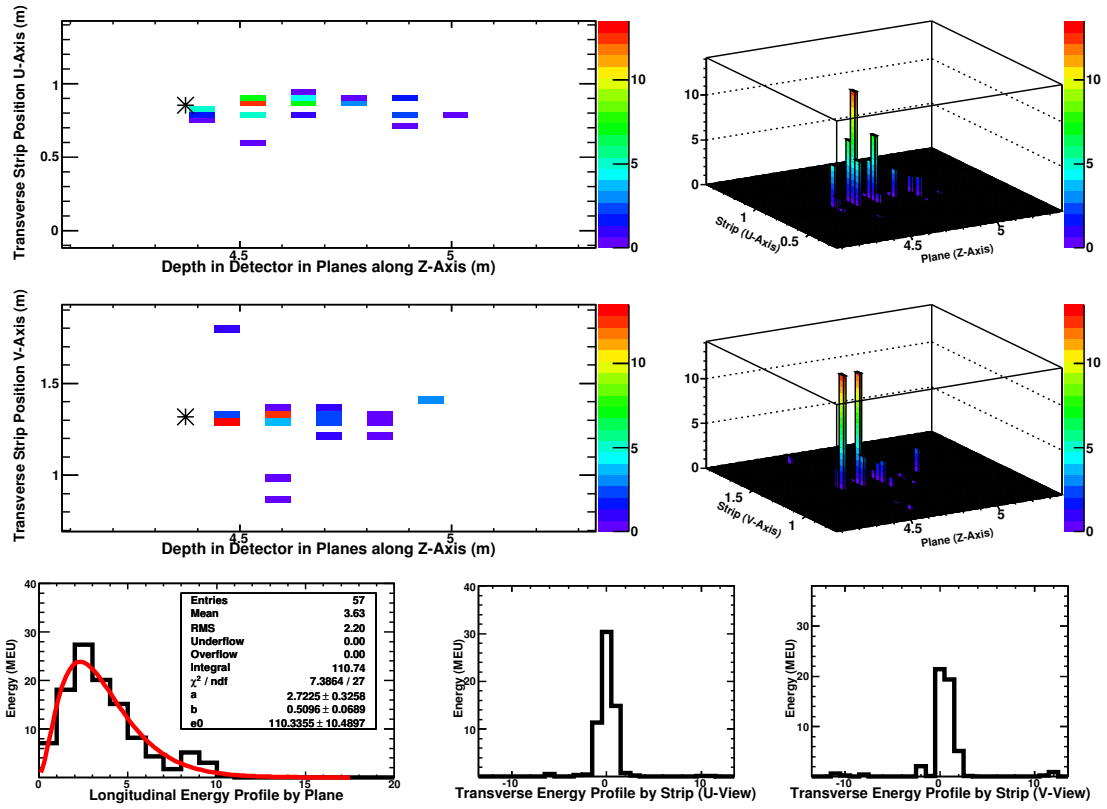 Transverse Strip Position U-Axis (m)
1
0.5
0
4.5
5
Depth in Detector in Planes along Z-Axis (m)
10
5
0
10
5
0
1
0.5
Strip (U-Axis)
4.5
5
Plane (Z-Axis)
10
5
0
Transverse Strip Position V-Axis (m)
1.5
1
4.5
5
Depth in Detector in Planes along Z-Axis (m)
10
5
0
10
5
0
1.5
1
Strip (V-Axis)
4.5
5
Plane (Z-Axis)
10
5
0
Energy (MEU)
40
30
20
10
0
0
5
10
15
20
Longitudinal Energy Profile by Plane
Entries 57
Mean 3.63
RMS 2.20
Underflow 0.00
Overflow 0.00
Integral 110.74
χ² / ndf 7.3864 / 27
a 2.7225 ± 0.3258
b 0.5096 ± 0.0689
e0 110.3355 ± 10.4897
Energy (MEU)
30
20
10
0
-10
0
10
Transverse Energy Profile by Strip (U-View)
Energy (MEU)
30
20
10
0
-10
0
10
Transverse Energy Profile by Strip (V-View)